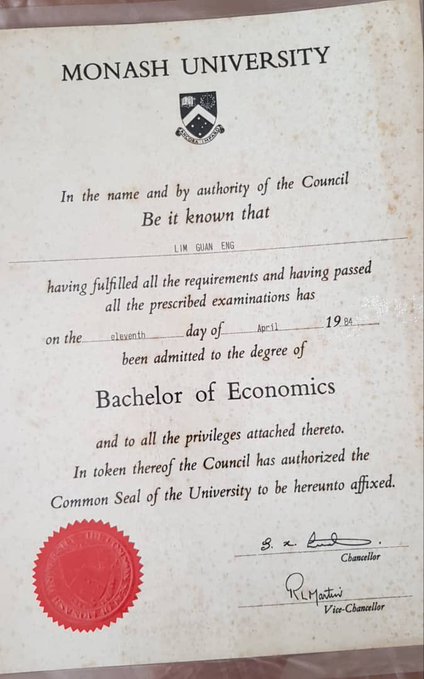 MONASH UNIVERSITY
ANCORA IMPARO
In the name and by authority of the Council
Be it known that
LIM GUAN ENG
having fulfilled all the requirements and having passed
all the prescribed examinations has
on the eleventh day of April 1984
been admitted to the degree of
Bachelor of Economics
and to all the privileges attached thereto.
In token thereof the Council has authorized the
Common Seal of the University to be hereunto affixed.
Chancellor
RLMartin
Vice-Chancellor